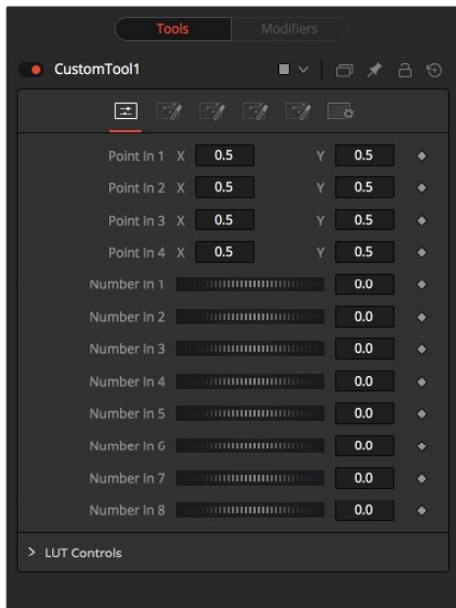 Tools Modifiers
CustomTool1
Point In 1 X 0.5 Y 0.5
Point In 2 X 0.5 Y 0.5
Point In 3 X 0.5 Y 0.5
Point In 4 X 0.5 Y 0.5
Number In 1 0.0
Number In 2 0.0
Number In 3 0.0
Number In 4 0.0
Number In 5 0.0
Number In 6 0.0
Number In 7 0.0
Number In 8 0.0
> LUT Controls